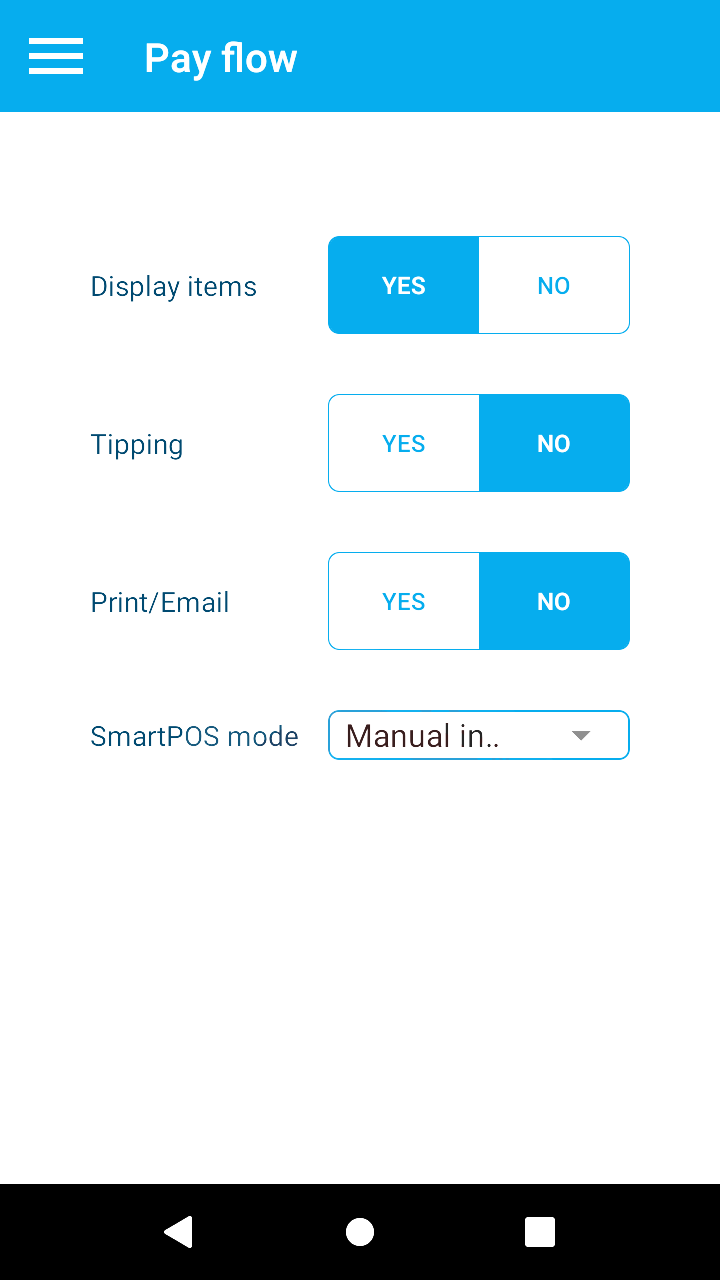 Pay flow
Display items YES NO
Tipping YES NO
Print/Email YES NO
SmartPOS mode Manual in..